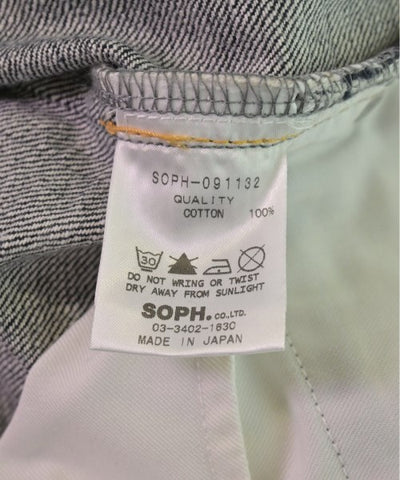 SOPH-091132
QUALITY
COTTON 100%
30
DO NOT WRING OR TWIST
DRY AWAY FROM SUNLIGHT
SOPH.CO.,LTD.
03-3402-1630
MADE IN JAPAN